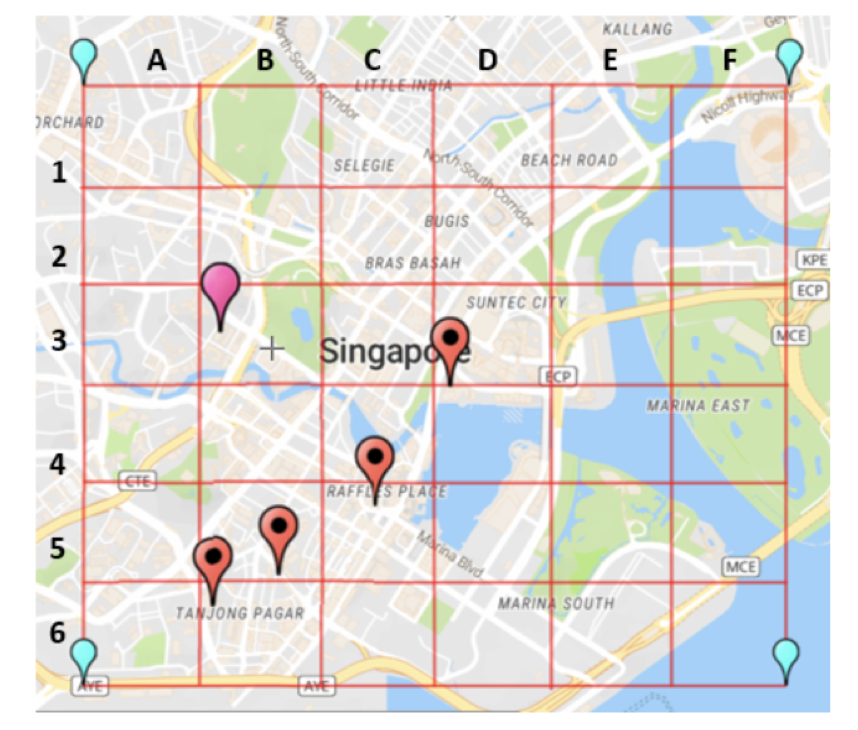 KALLANG
Gey
A B C D E F
North-South Corridor
LITTLE INDIA
Nicoll Highway
ORCHARD
SELEGIE
North-South Corridor
BEACH ROAD
1
BUGIS
2
BRAS BASAH
KPE
ECP
SUNTEC CITY
3
MCE
Singapore
ECP
MARINA EAST
4
CTE
RAFFLES PLACE
5
Marina Blvd
MCE
MARINA SOUTH
TANJONG PAGAR
6
AYE
AYE